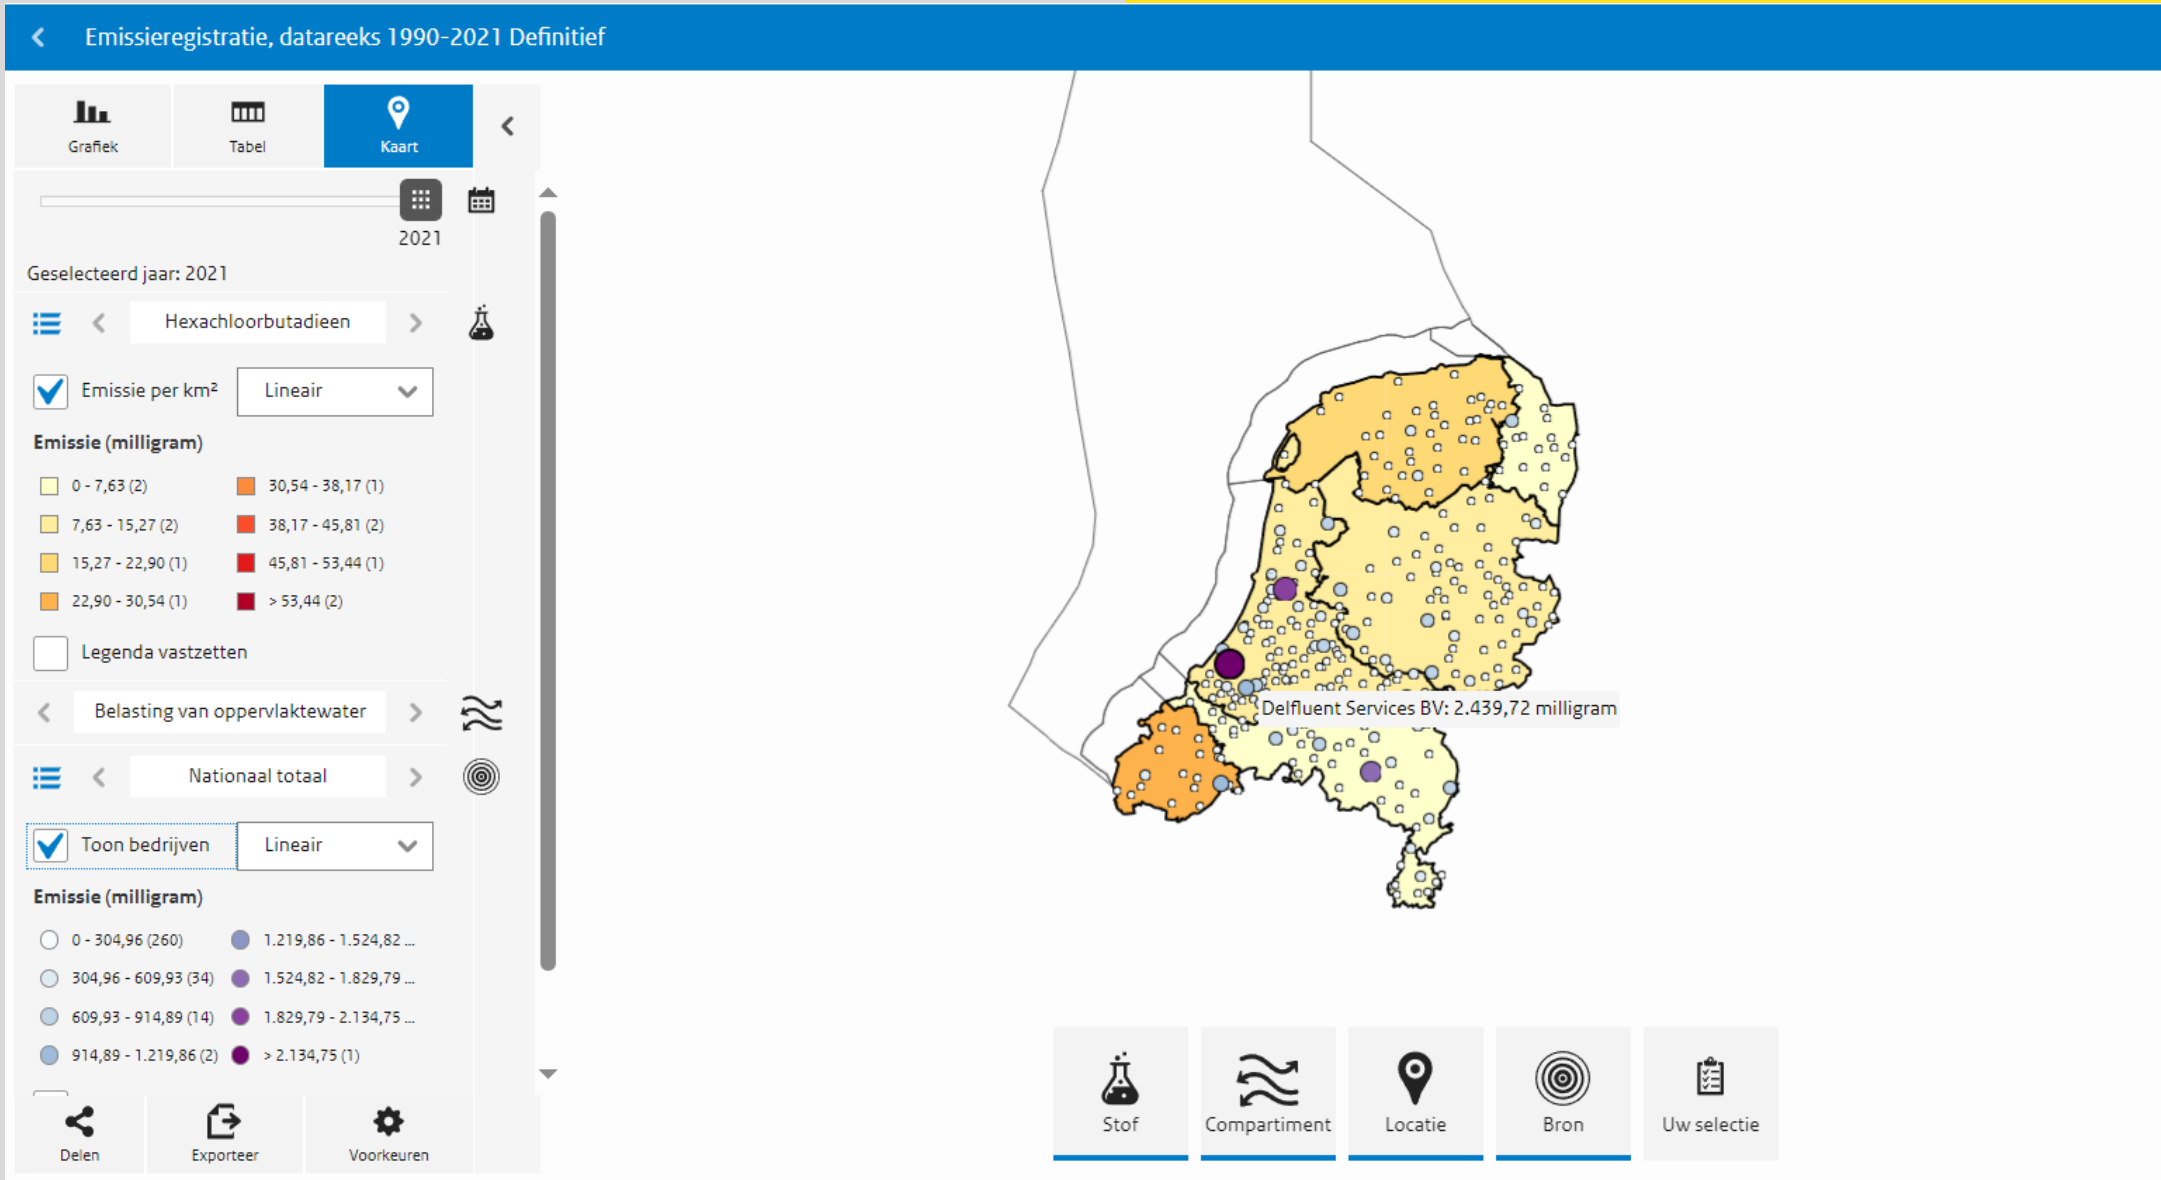 Emissieregistratie, datareeks 1990-2021 Definitief
Grafiek
Tabel
Kaart
2021
Geselecteerd jaar: 2021
Hexachloorbutadieen
Emissie per km²
Lineair
Emissie (milligram)
0 - 7,63 (2)
30,54 - 38,17 (1)
7,63 - 15,27 (2)
38,17 - 45,81 (2)
15,27 - 22,90 (1)
45,81 - 53,44 (1)
22,90 - 30,54 (1)
> 53,44 (2)
Legenda vastzetten
Belasting van oppervlaktewater
Nationaal totaal
Toon bedrijven
Lineair
Emissie (milligram)
0 - 304,96 (260)
1.219,86 - 1.524,82 ...
304,96 - 609,93 (34)
1.524,82 - 1.829,79 ...
609,93 - 914,89 (14)
1.829,79 - 2.134,75 ...
914,89 - 1.219,86 (2)
> 2.134,75 (1)
Delen
Exporteer
Voorkeuren
Delfluent Services BV: 2.439,72 milligram
Stof
Compartiment
Locatie
Bron
Uw selectie